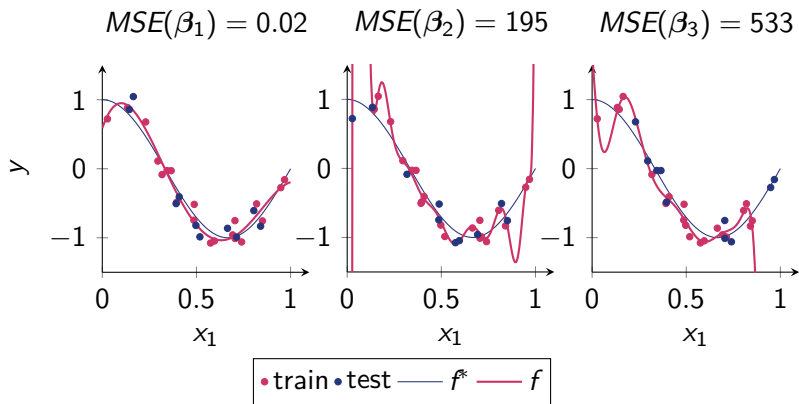 MSE(β₁) = 0.02 MSE(β₂) = 195 MSE(β₃) = 533
1 1 1
y 0 0 0
−1 −1 −1
0 0.5 1 0 0.5 1 0 0.5 1
x₁ x₁ x₁
train test f* f